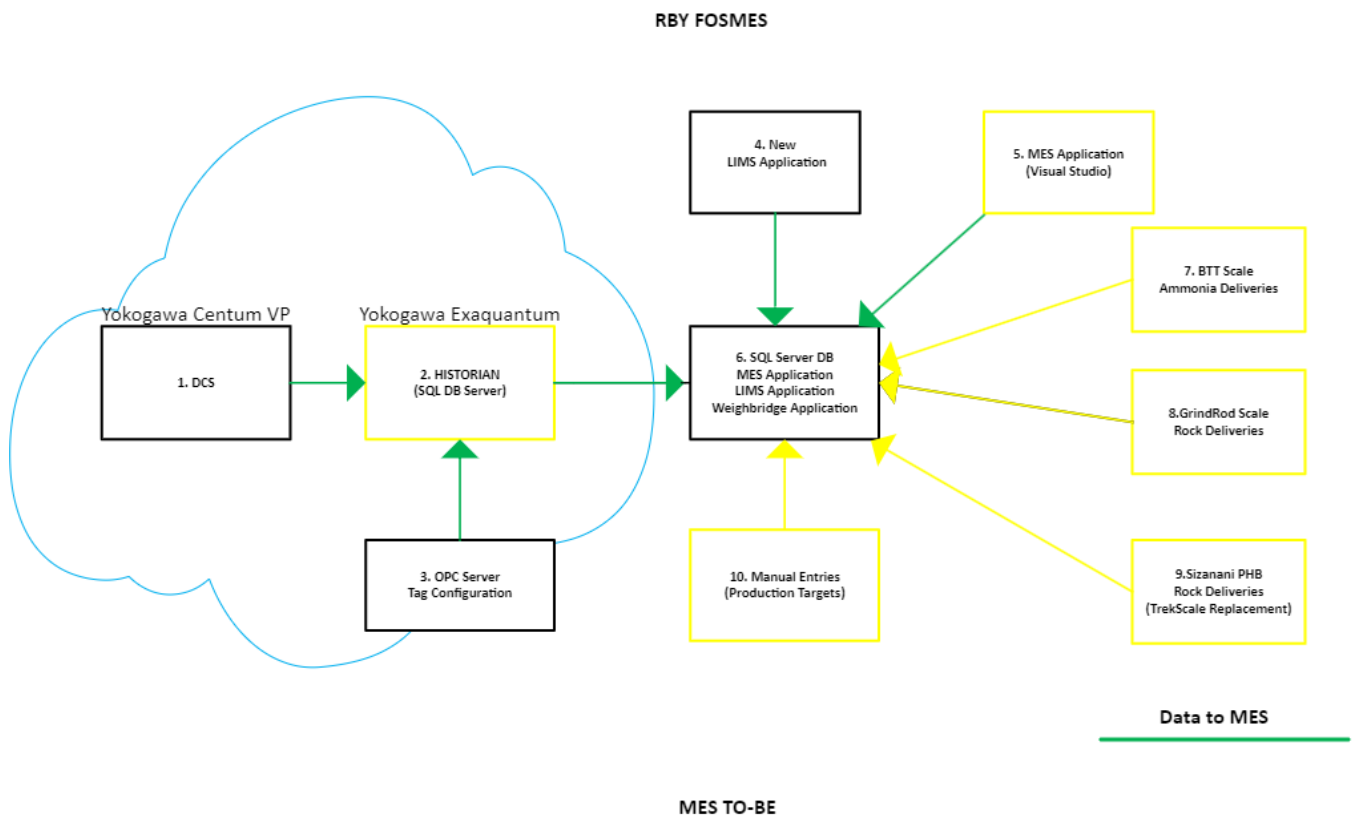 RBY FOSMES
4. New
LIMS Application
5. MES Application
(Visual Studio)
7. BTT Scale
Ammonia Deliveries
Yokogawa Centum VP
Yokogawa Exaquantum
1. DCS
2. HISTORIAN
(SQL DB Server)
6. SQL Server DB
MES Application
LIMS Application
Weighbridge Application
8.GrindRod Scale
Rock Deliveries
3. OPC Server
Tag Configuration
10. Manual Entries
(Production Targets)
9.Sizanani PHB
Rock Deliveries
(TrekScale Replacement)
Data to MES
MES TO-BE